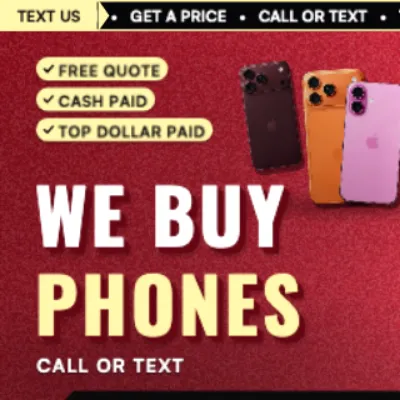 TEXT US • GET A PRICE • CALL OR TEXT •
FREE QUOTE
CASH PAID
TOP DOLLAR PAID
WE BUY
PHONES
CALL OR TEXT